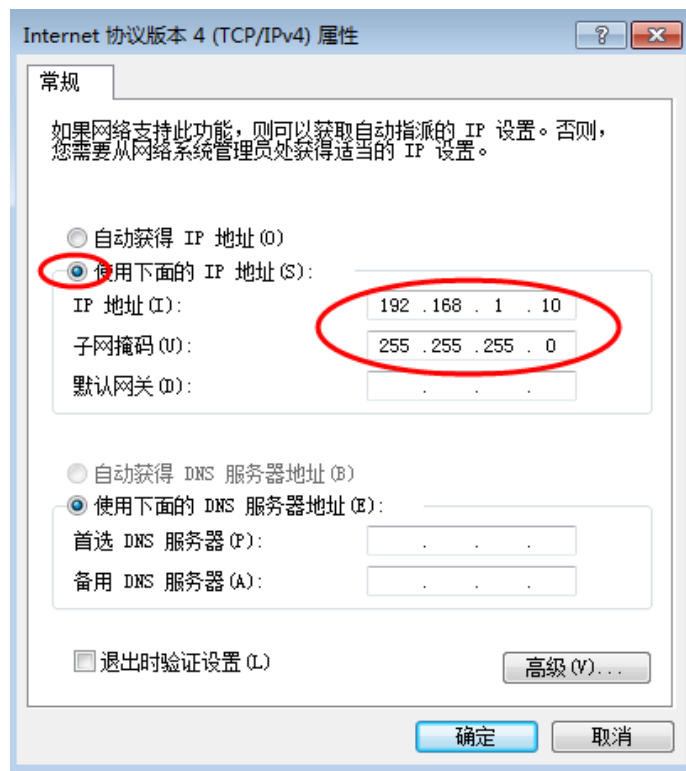 Internet 协议版本 4 (TCP/IPv4) 属性
常规
如果网络支持此功能，则可以获取自动指派的 IP 设置。否则，
您需要从网络系统管理员处获得适当的 IP 设置。
自动获得 IP 地址(O)
使用下面的 IP 地址(S):
IP 地址(I): 192 .168 . 1 . 10
子网掩码(U): 255 .255 .255 . 0
默认网关(D): . . .
自动获得 DNS 服务器地址(B)
使用下面的 DNS 服务器地址(E):
首选 DNS 服务器(P): . . .
备用 DNS 服务器(A): . . .
退出时验证设置(L)
高级(V)...
确定 取消